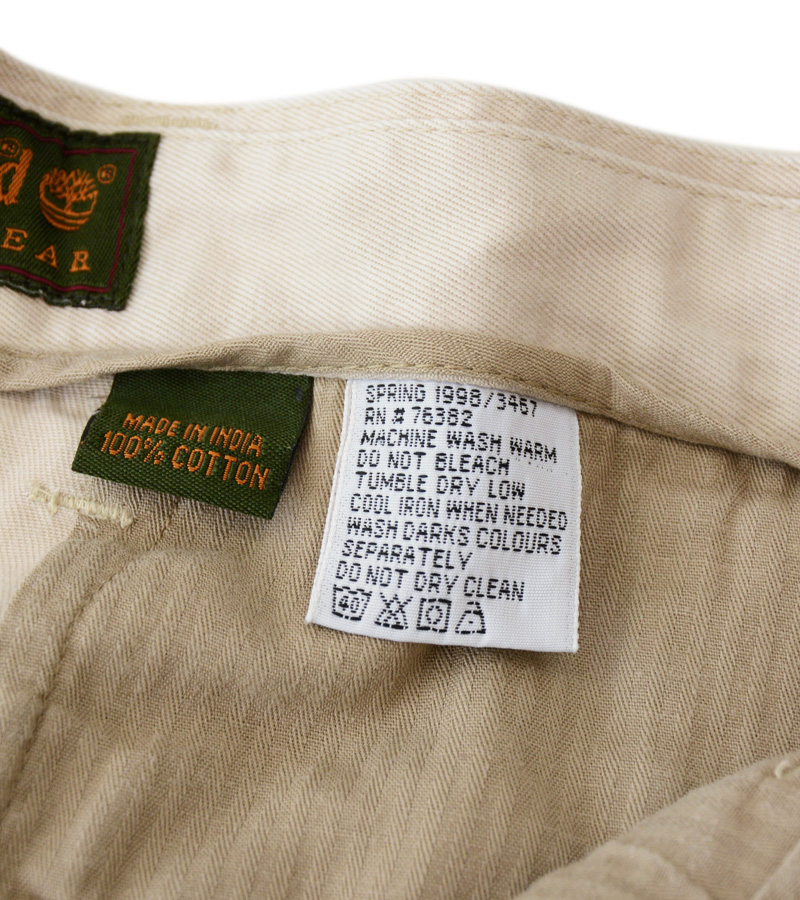 d
EAR
MADE IN INDIA
100% COTTON
SPRING 1998/3467
RN # 76382
MACHINE WASH WARM
DO NOT BLEACH
TUMBLE DRY LOW
COOL IRON WHEN NEEDED
WASH DARKS COLOURS
SEPARATELY
DO NOT DRY CLEAN
40